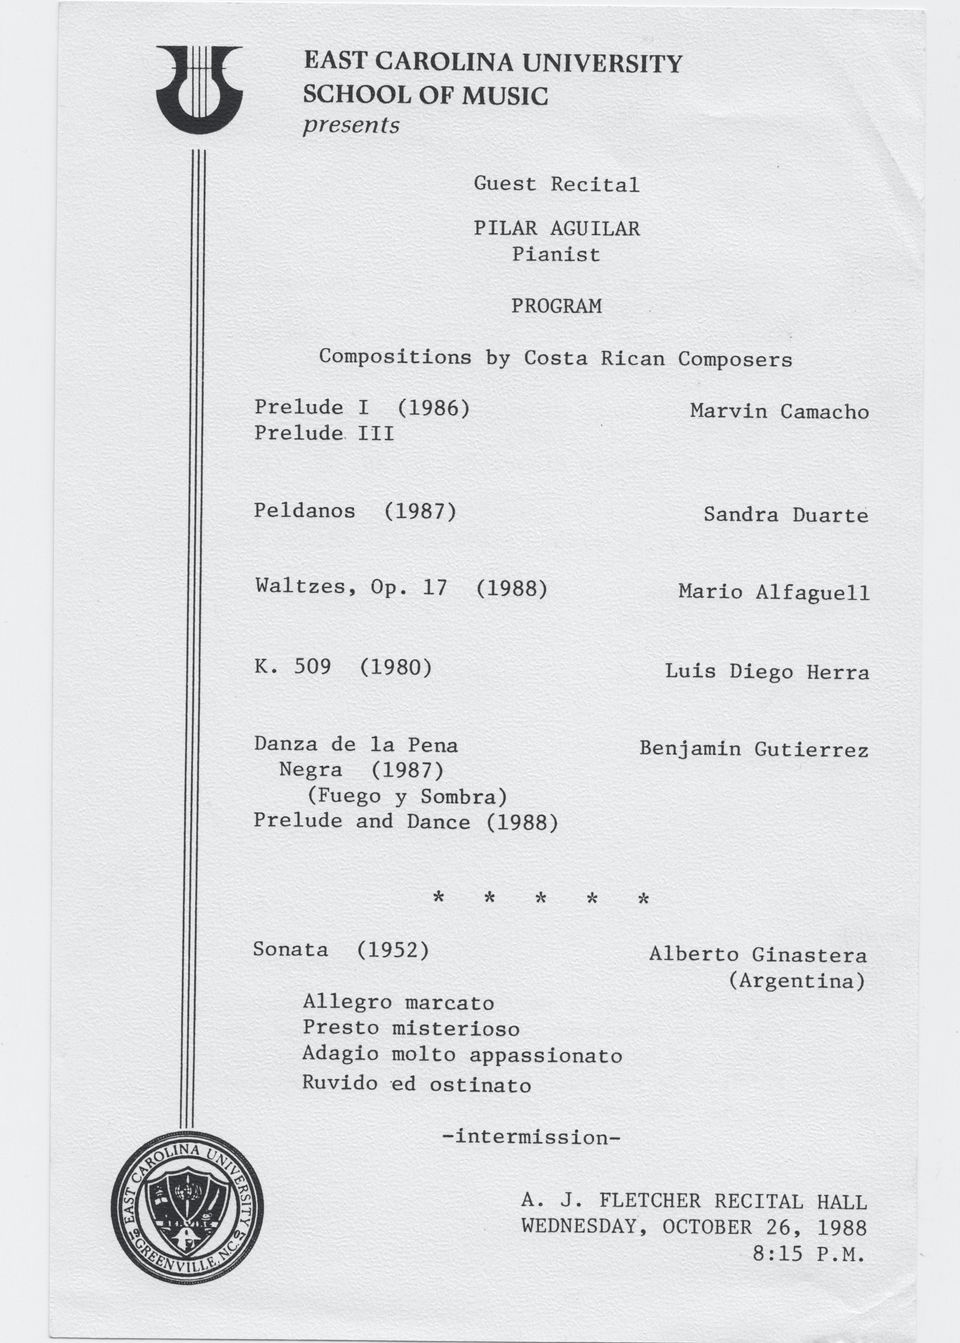 EAST CAROLINA UNIVERSITY
SCHOOL OF MUSIC
presents
Guest Recital
PILAR AGUILAR
Pianist
PROGRAM
Compositions by Costa Rican Composers
Prelude I (1986) Marvin Camacho
Prelude III
Peldanos (1987) Sandra Duarte
Waltzes, Op. 17 (1988) Mario Alfaguell
K. 509 (1980) Luis Diego Herra
Danza de la Pena Benjamin Gutierrez
Negra (1987)
(Fuego y Sombra)
Prelude and Dance (1988)
* * * * *
Sonata (1952) Alberto Ginastera
(Argentina)
Allegro marcato
Presto misterioso
Adagio molto appassionato
Ruvido ed ostinato
-intermission-
A. J. FLETCHER RECITAL HALL
WEDNESDAY, OCTOBER 26, 1988
8:15 P.M.
EAST CAROLINA UNIVERSITY
GREENVILLE, N.C.